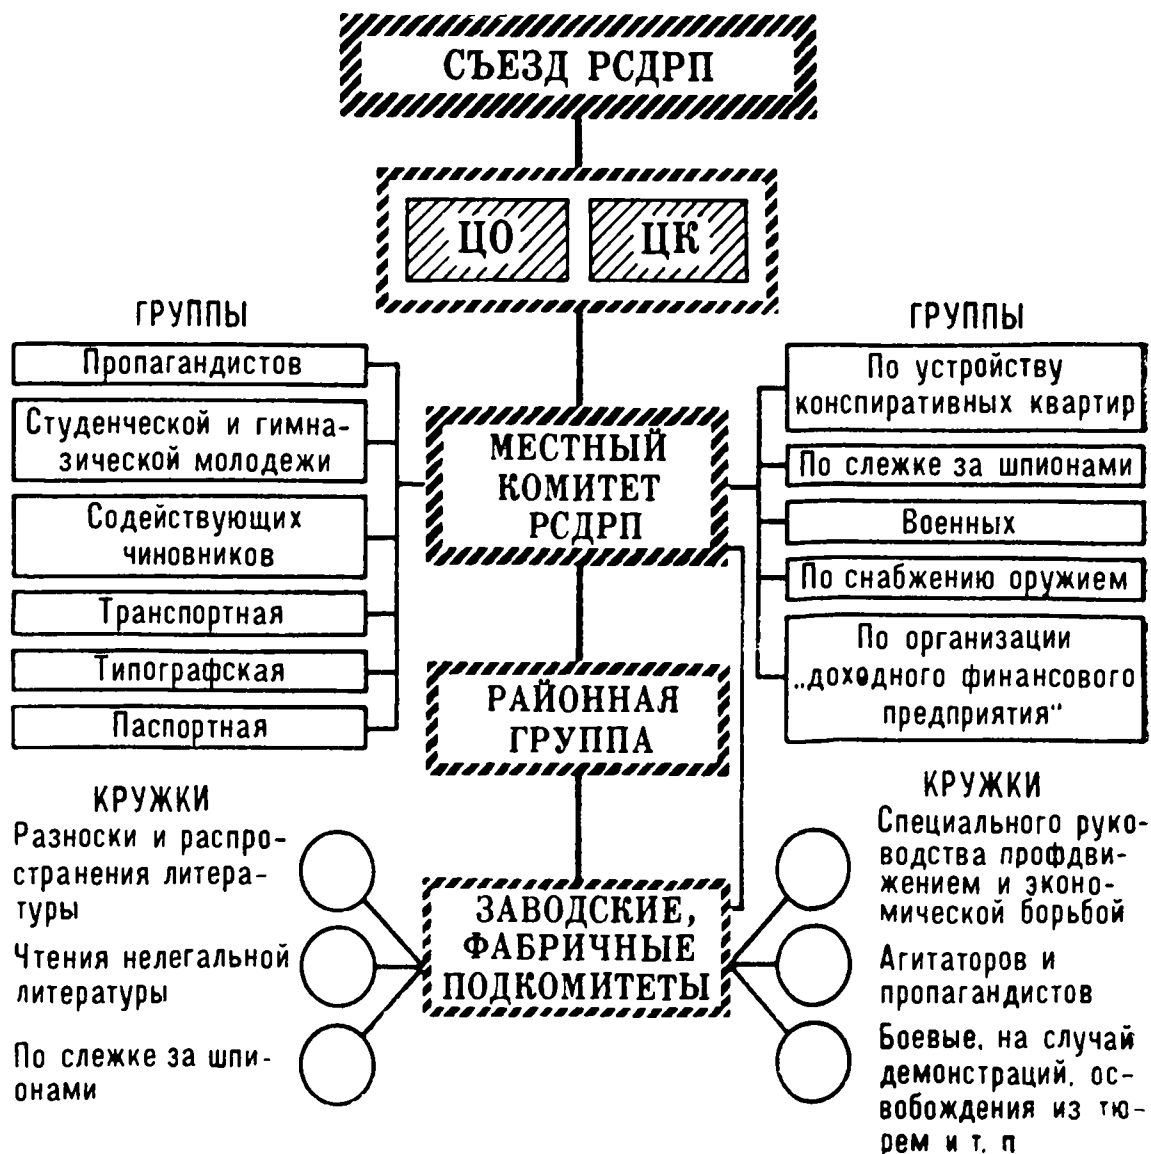 СЪЕЗД РСДРП
ЦО
ЦК
ГРУППЫ
Пропагандистов
Студенческой и гимна-
зической молодежи
Содействующих
чиновников
Транспортная
Типографская
Паспортная
МЕСТНЫЙ
КОМИТЕТ
РСДРП
ГРУППЫ
По устройству
конспиративных квартир
По слежке за шпионами
Военных
По снабжению оружием
По организации
„доходного финансового
предприятия“
РАЙОННАЯ
ГРУППА
КРУЖКИ
Разноски и распро-
странения литера-
туры
Чтения нелегальной
литературы
По слежке за шпи-
онами
ЗАВОДСКИЕ,
ФАБРИЧНЫЕ
ПОДКОМИТЕТЫ
КРУЖКИ
Специального руко-
водства профдви-
жением и эконо-
мической борьбой
Агитаторов и
пропагандистов
Боевые, на случай
демонстраций, ос-
вобождения из тю-
рем и т. п